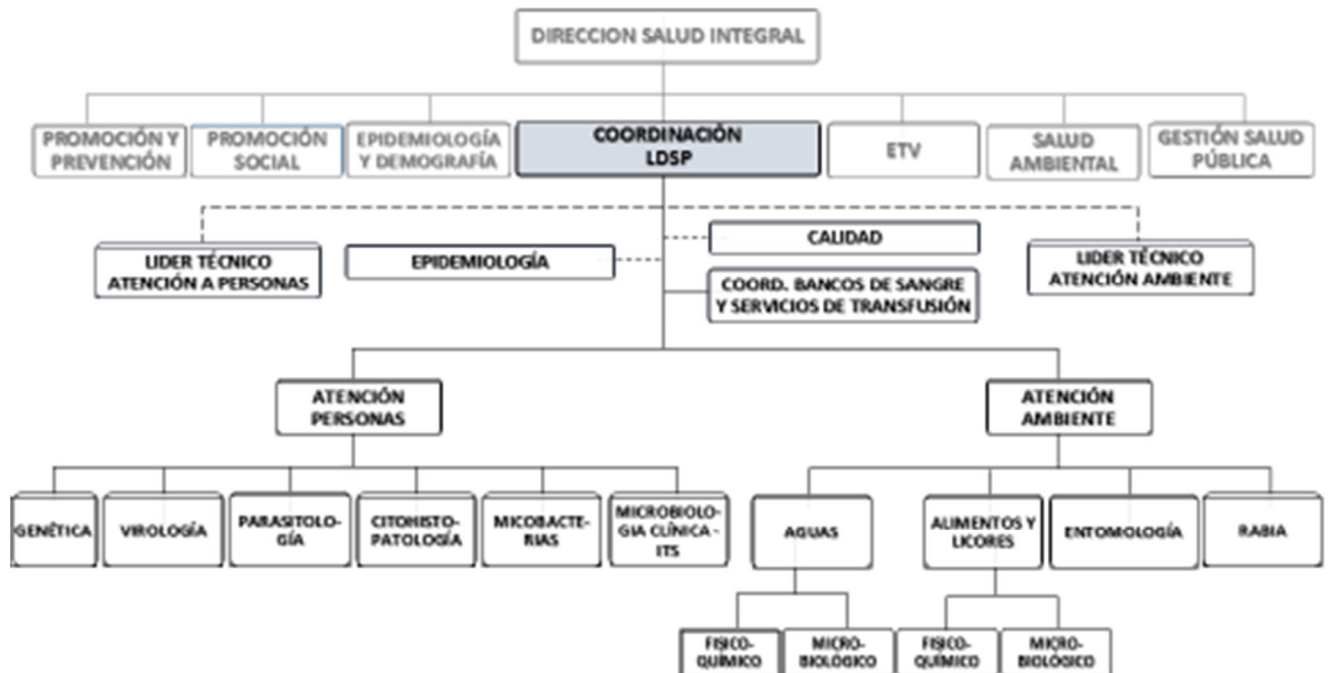 DIRECCION SALUD INTEGRAL
PROMOCIÓN Y
PREVENCIÓN
PROMOCIÓN
SOCIAL
EPIDEMIOLOGÍA
Y DEMOGRAFÍA
COORDINACIÓN
LDSP
ETV
SALUD
AMBIENTAL
GESTIÓN SALUD
PÚBLICA
LIDER TÉCNICO
ATENCIÓN A PERSONAS
EPIDEMIOLOGÍA
CALIDAD
COORD. BANCOS DE SANGRE
Y SERVICIOS DE TRANSFUSIÓN
LIDER TÉCNICO
ATENCIÓN AMBIENTE
ATENCIÓN
PERSONAS
ATENCIÓN
AMBIENTE
GENÉTICA
VIROLOGÍA
PARASITOLO-
GÍA
CITOHISTO-
PATOLOGÍA
MICOBACTE-
RIAS
MICROBIOLO-
GIA CLÍNICA -
ITS
AGUAS
ALIMENTOS Y
LICORES
ENTOMOLOGÍA
RABIA
FISICO-
QUÍMICO
MICRO-
BIOLÓGICO
FISICO-
QUÍMICO
MICRO-
BIOLÓGICO